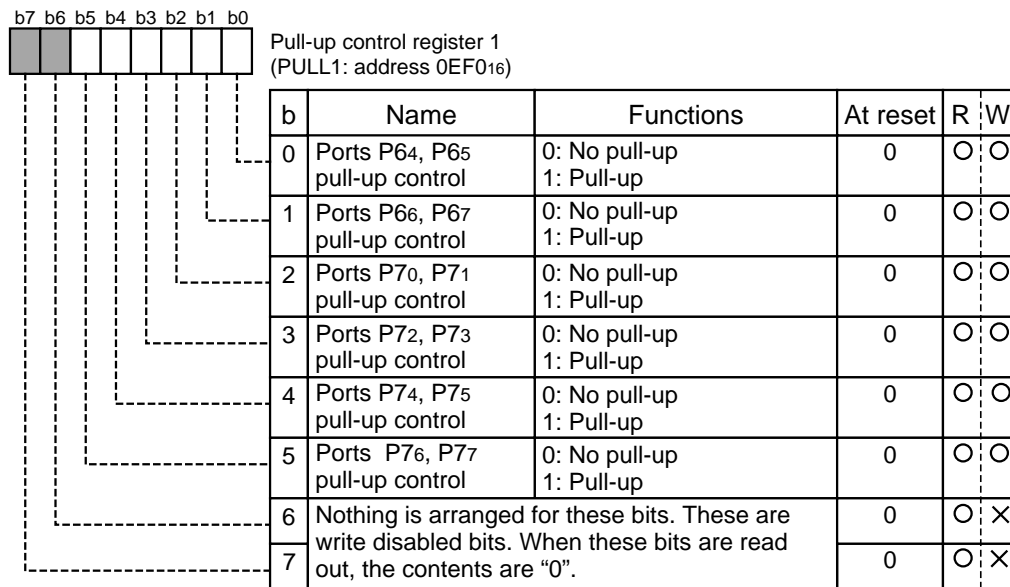 b7 b6 b5 b4 b3 b2 b1 b0
Pull-up control register 1
(PULL1: address 0EF016)
b Name Functions At reset R W
0 Ports P64, P65 0: No pull-up 0 O O
pull-up control 1: Pull-up
1 Ports P66, P67 0: No pull-up 0 O O
pull-up control 1: Pull-up
2 Ports P70, P71 0: No pull-up 0 O O
pull-up control 1: Pull-up
3 Ports P72, P73 0: No pull-up 0 O O
pull-up control 1: Pull-up
4 Ports P74, P75 0: No pull-up 0 O O
pull-up control 1: Pull-up
5 Ports P76, P77 0: No pull-up 0 O O
pull-up control 1: Pull-up
6 Nothing is arranged for these bits. These are 0 O ×
write disabled bits. When these bits are read
7 out, the contents are “0”. 0 O ×